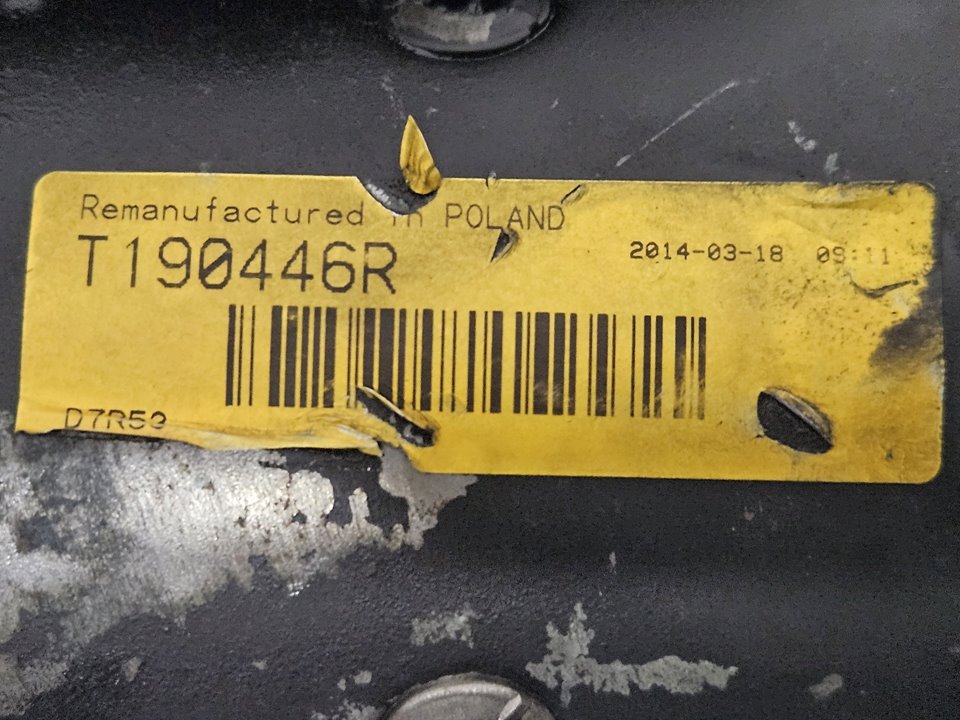 Remanufactured in POLAND
T190446R
2014-03-18 09:11
D7R53